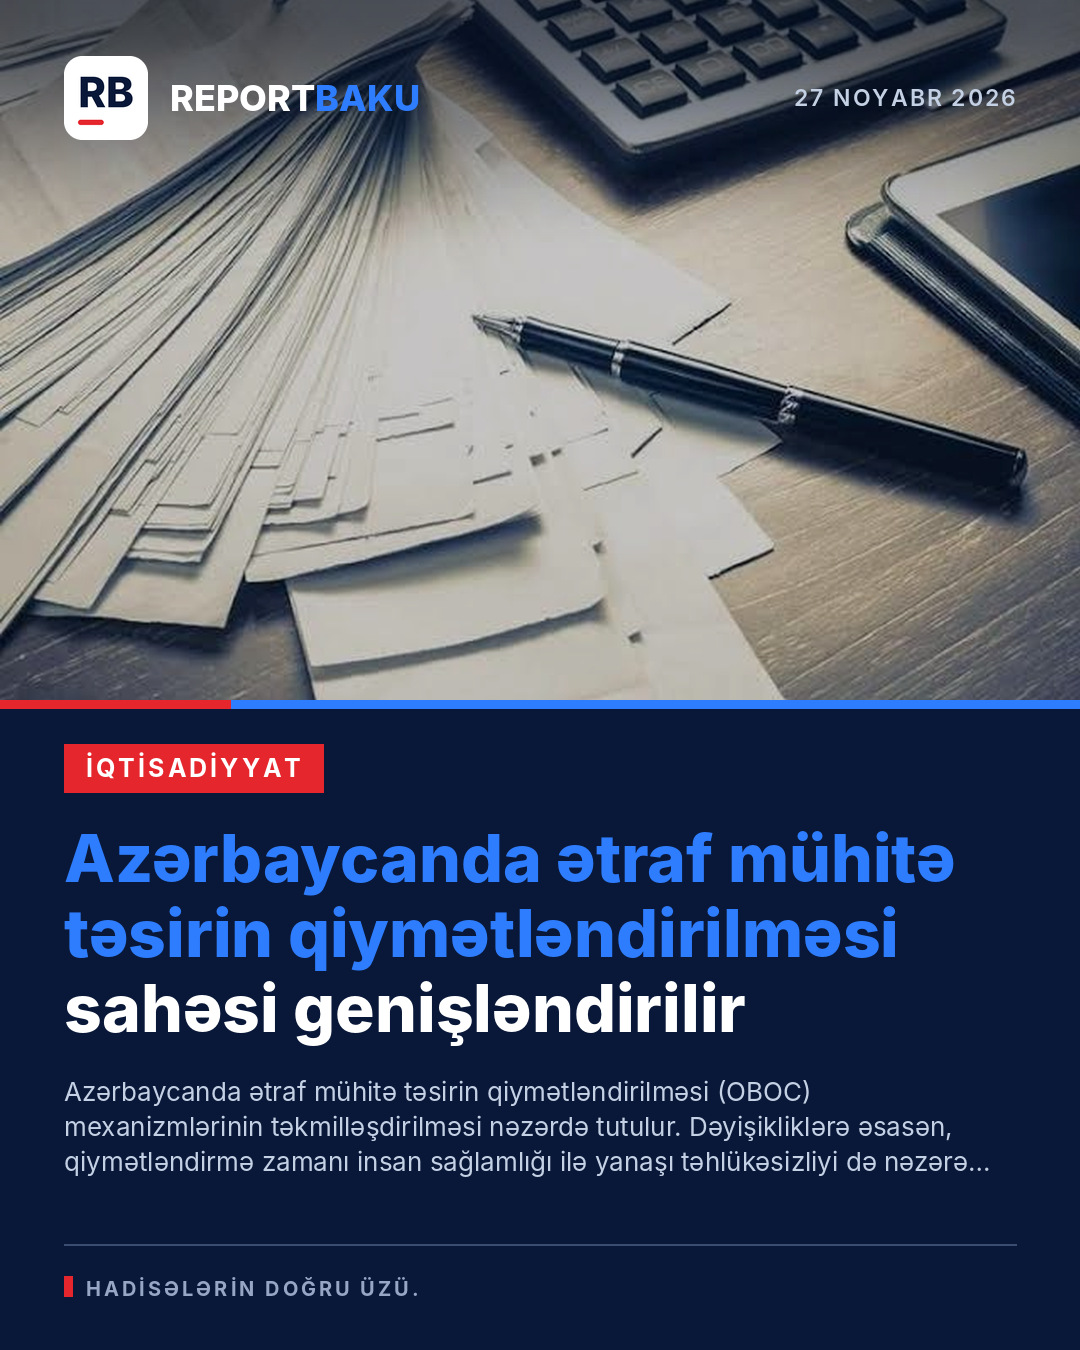 RB
REPORTBAKU
27 NOYABR 2026
İQTİSADİYYAT
Azərbaycanda ətraf mühitə
təsirin qiymətləndirilməsi
sahəsi genişləndirilir
Azərbaycanda ətraf mühitə təsirin qiymətləndirilməsi (OBOC)
mexanizmlərinin təkmilləşdirilməsi nəzərdə tutulur. Dəyişikliklərə əsasən,
qiymətləndirmə zamanı insan sağlamlığı ilə yanaşı təhlükəsizliyi də nəzərə...
HADİSƏLƏRİN DOĞRU ÜZÜ.